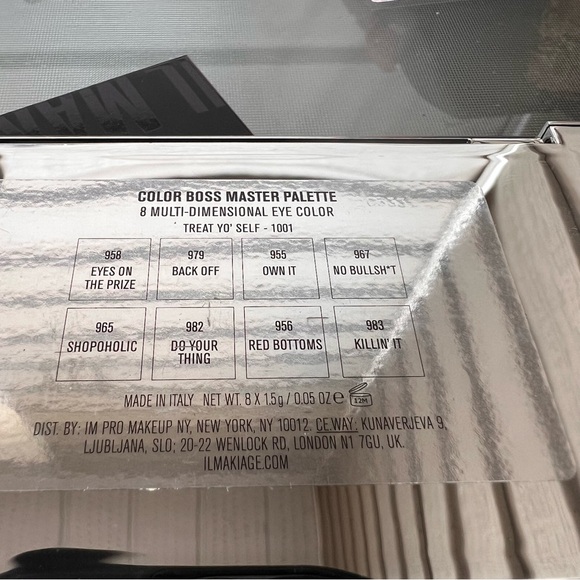 IL MAK
COLOR BOSS MASTER PALETTE
8 MULTI-DIMENSIONAL EYE COLOR
TREAT YO' SELF - 1001
958
EYES ON
THE PRIZE
979
BACK OFF
955
OWN IT
967
NO BULLSH*T
965
SHOPOHOLIC
982
DO YOUR
THING
956
RED BOTTOMS
983
KILLIN' IT
MADE IN ITALY NET WT. 8 X 1.5g / 0.05 OZ ℮ 12M
DIST. BY: IM PRO MAKEUP NY, NEW YORK, NY 10012. CE.WAY: KUNAVERJEVA 9,
LJUBLJANA, SLO; 20-22 WENLOCK RD, LONDON N1 7GU, UK.
ILMAKIAGE.COM